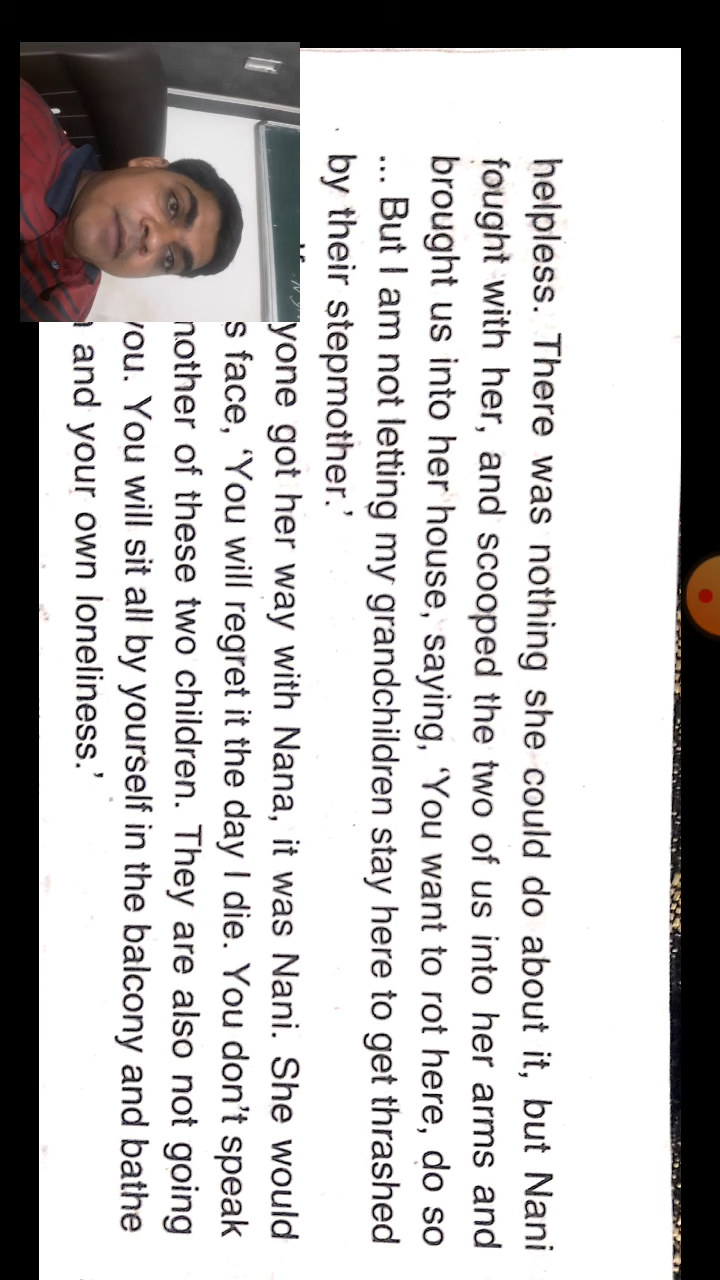 helpless. There was nothing she could do about it, but Nani
fought with her, and scooped the two of us into her arms and
brought us into her house, saying, ‘You want to rot here, do so
... But I am not letting my grandchildren stay here to get thrashed
by their stepmother.’
yone got her way with Nana, it was Nani. She would
s face, ‘You will regret it the day I die. You don’t speak
nother of these two children. They are also not going
you. You will sit all by yourself in the balcony and bathe
and your own loneliness.’